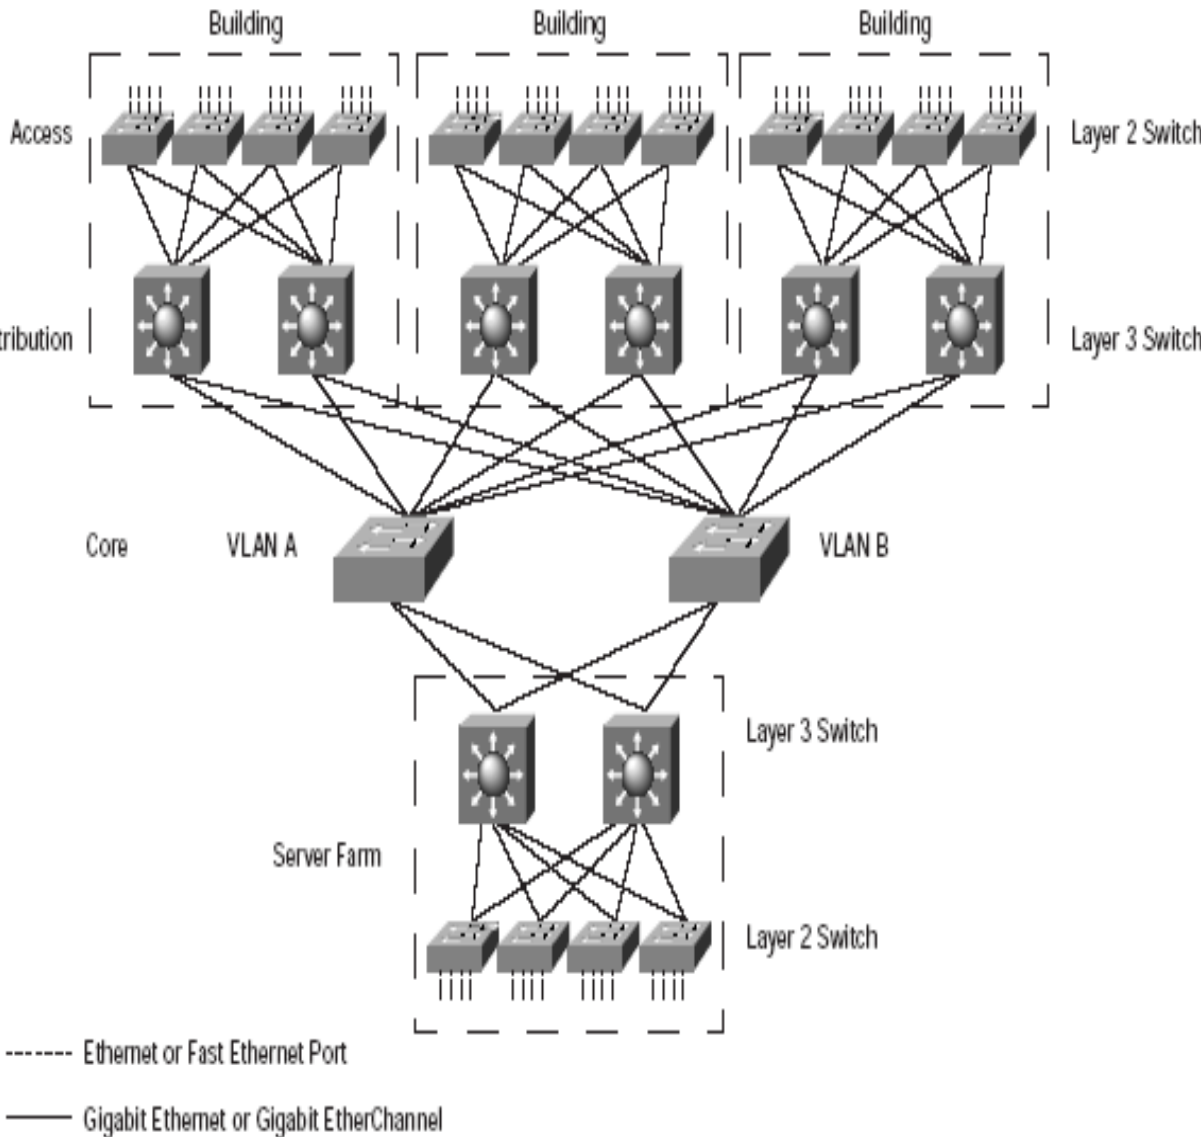 Building
Building
Building
Access
Layer 2 Switch
tribution
Layer 3 Switch
Core
VLAN A
VLAN B
Layer 3 Switch
Server Farm
Layer 2 Switch
Ethernet or Fast Ethernet Port
Gigabit Ethernet or Gigabit EtherChannel